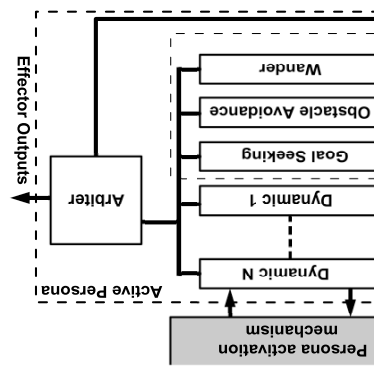 Persona activation
mechanism
Active Persona
Dynamic N
Dynamic 1
Goal Seeking
Obstacle Avoidance
Wander
Arbiter
Effector Outputs